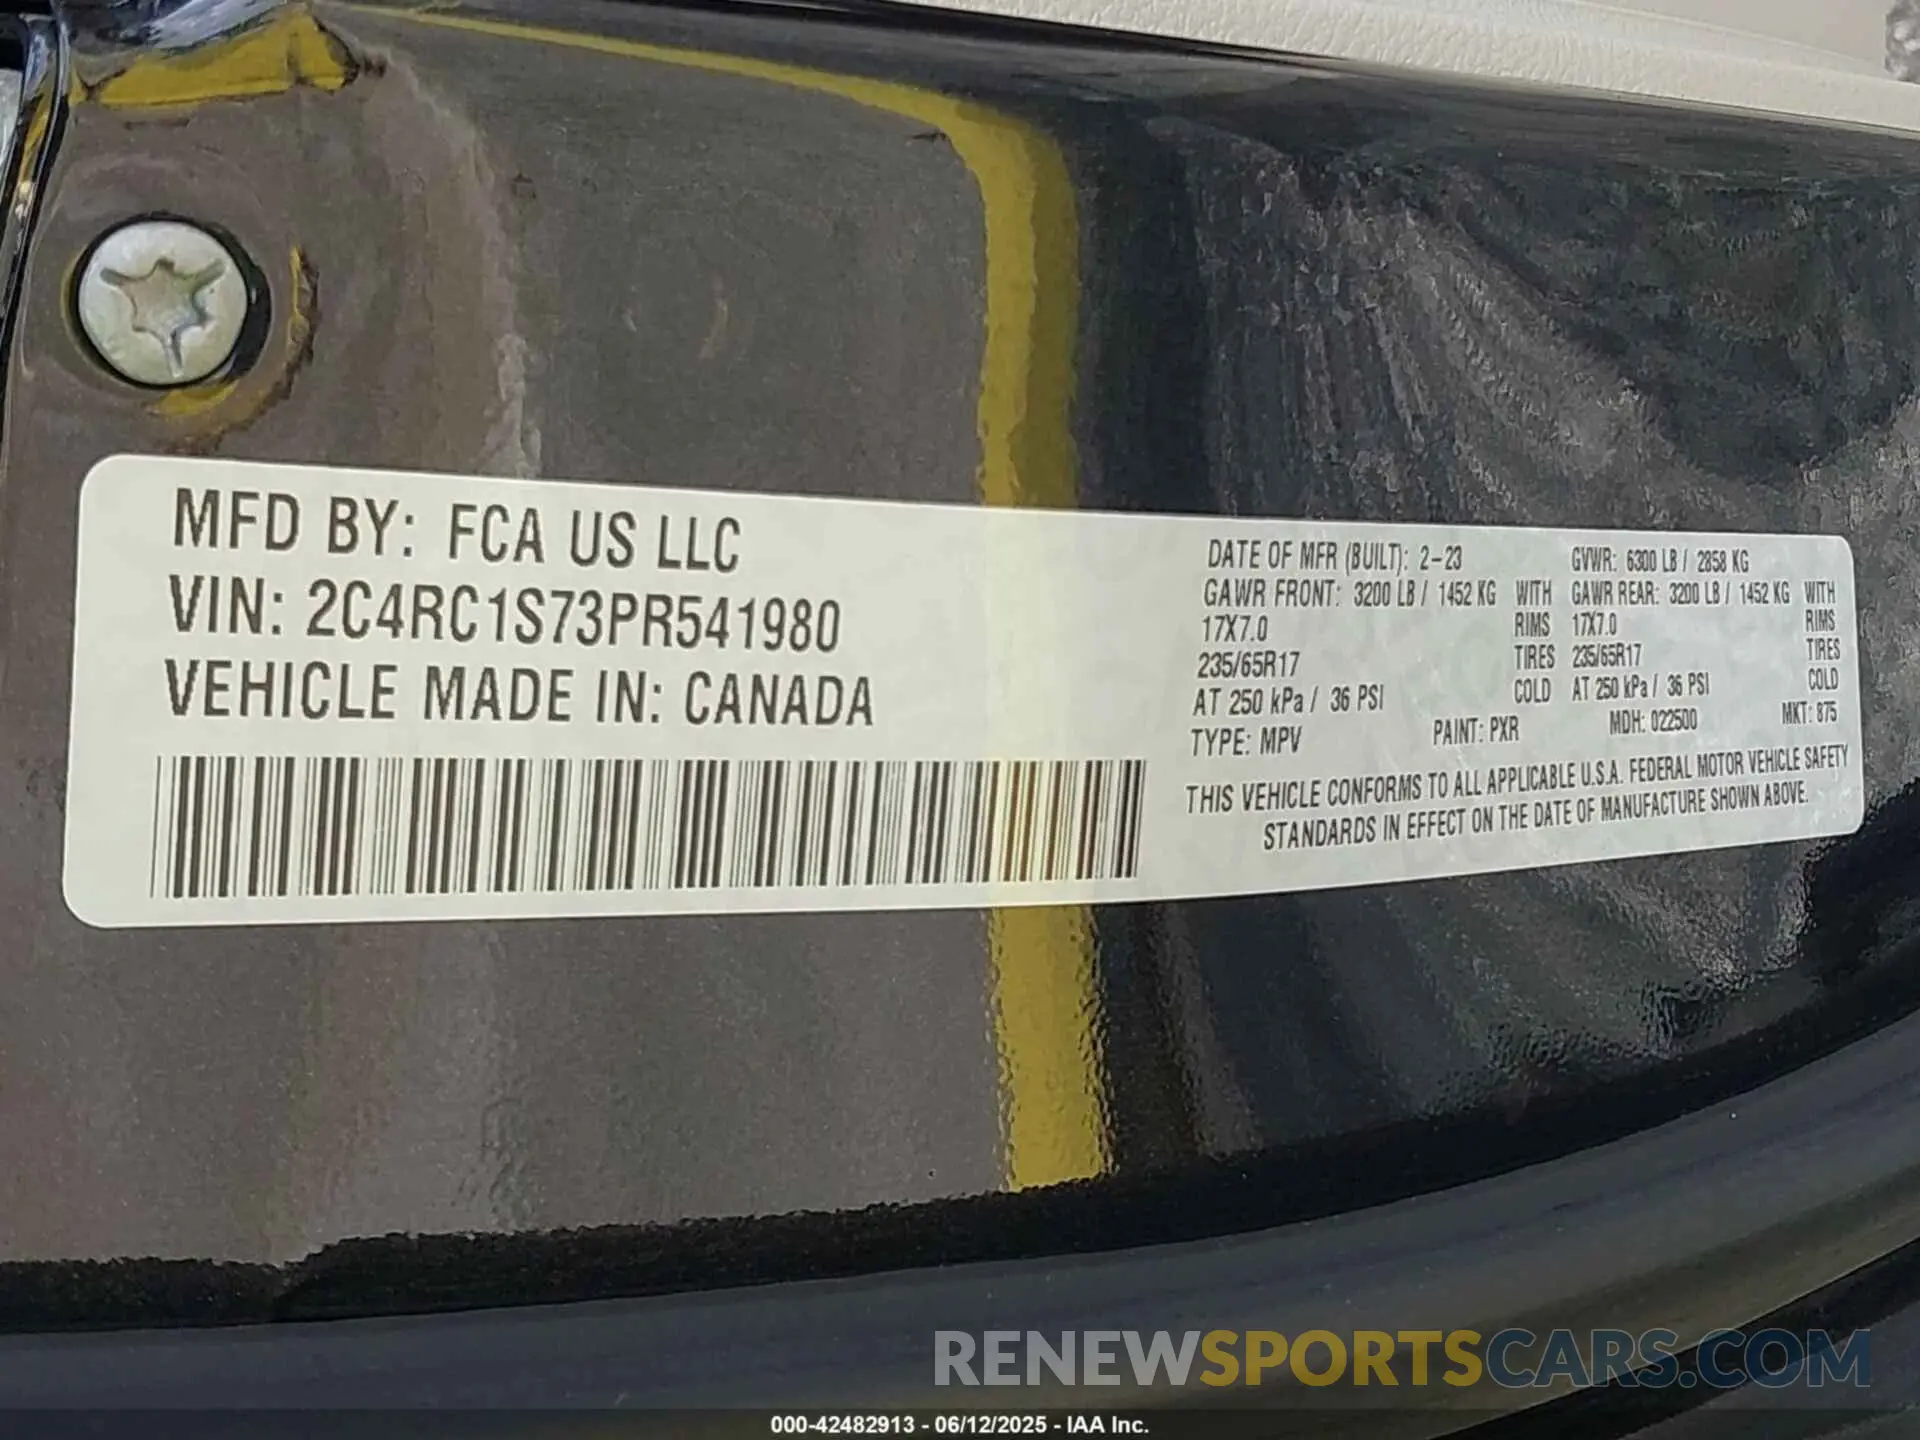 MFD BY: FCA US LLC
VIN: 2C4RC1S73PR541980
VEHICLE MADE IN: CANADA
DATE OF MFR (BUILT): 2-23 GVWR: 6300 LB / 2858 KG
GAWR FRONT: 3200 LB / 1452 KG WITH GAWR REAR: 3200 LB / 1452 KG WITH
17X7.0 RIMS 17X7.0 RIMS
235/65R17 TIRES 235/65R17 TIRES
AT 250 kPa / 36 PSI COLD AT 250 kPa / 36 PSI COLD
TYPE: MPV PAINT: PXR MDH: 022500 MKT: 875
THIS VEHICLE CONFORMS TO ALL APPLICABLE U.S.A. FEDERAL MOTOR VEHICLE SAFETY
STANDARDS IN EFFECT ON THE DATE OF MANUFACTURE SHOWN ABOVE.
RENEWSPORTSCARS.COM
000-42482913 - 06/12/2025 - IAA Inc.